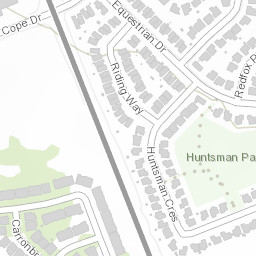 Cope Dr
Equestrian Dr
Riding Way
Redfox
Huntsman Pa
Huntsman Cres
Carronbr